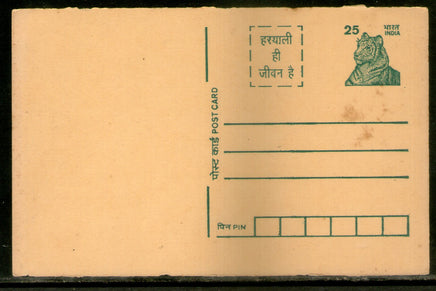 हरयाली
ही
जीवन है
25 भारत
INDIA
पोस्ट कार्ड POST CARD
पिन PIN